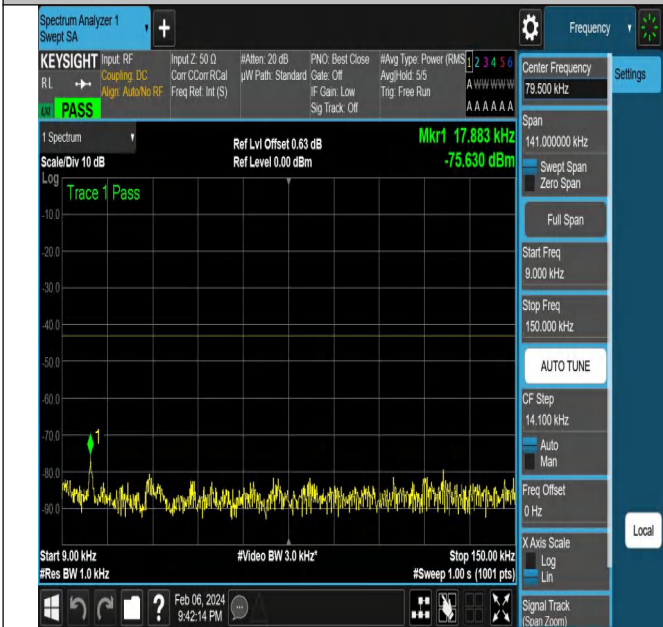 Spectrum Analyzer 1
Swept SA
+
Frequency
KEYSIGHT
Input: RF
Coupling: DC
Align: Auto/No RF
Input Z: 50 Ω
Corr CCorr RCal
Freq Ref: Int (S)
#Atten: 20 dB
µW Path: Standard
PNO: Best Close
Gate: Off
IF Gain: Low
Sig Track: Off
#Avg Type: Power (RMS
Avg|Hold: 5/5
Trig: Free Run
1 2 3 4 5 6
A W W W W W
A A A A A A
R L
PASS
1 Spectrum
Scale/Div 10 dB
Ref Lvl Offset 0.63 dB
Ref Level 0.00 dBm
Mkr1 17.883 kHz
-75.630 dBm
Log
Trace 1 Pass
-10.0
-20.0
-30.0
-40.0
-50.0
-60.0
-70.0
-80.0
-90.0
1
Start 9.00 kHz
#Res BW 1.0 kHz
#Video BW 3.0 kHz*
Stop 150.00 kHz
#Sweep 1.00 s (1001 pts)
Center Frequency
79.500 kHz
Settings
Span
141.000000 kHz
Swept Span
Zero Span
Full Span
Start Freq
9.000 kHz
Stop Freq
150.000 kHz
AUTO TUNE
CF Step
14.100 kHz
Auto
Man
Freq Offset
0 Hz
X Axis Scale
Log
Lin
Local
Signal Track
(Span Zoom)
?
Feb 06, 2024
9:42:14 PM